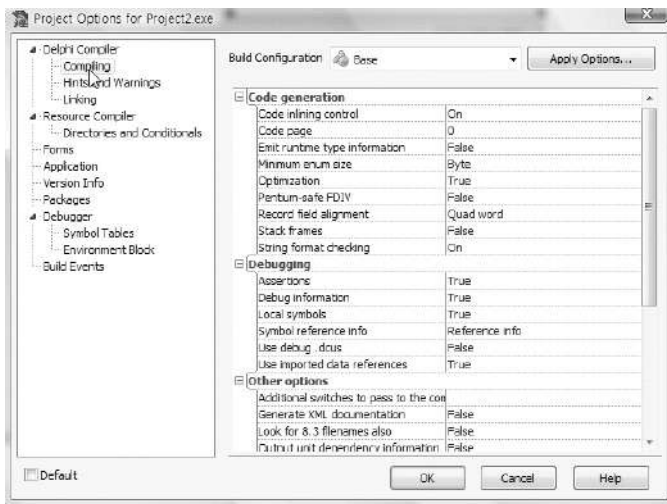 Project Options for Project2.exe
Delphi Compiler
Compiling
Hints and Warnings
Linking
Resource Compiler
Directories and Conditionals
Forms
Application
Version Info
Packages
Debugger
Symbol Tables
Environment Block
Build Events
Build Configuration Base Apply Options...
Code generation
Code inlining control On
Code page 0
Emit runtime type information False
Minimum enum size Byte
Optimization True
Pentium-safe FDIV False
Record field alignment Quad word
Stack frames False
String format checking On
Debugging
Assertions True
Debug information True
Local symbols True
Symbol reference info Reference info
Use debug .dcus False
Use imported data references True
Other options
Additional switches to pass to the con
Generate XML documentation False
Look for 8.3 filenames also False
Output unit dependency information False
Default OK Cancel Help